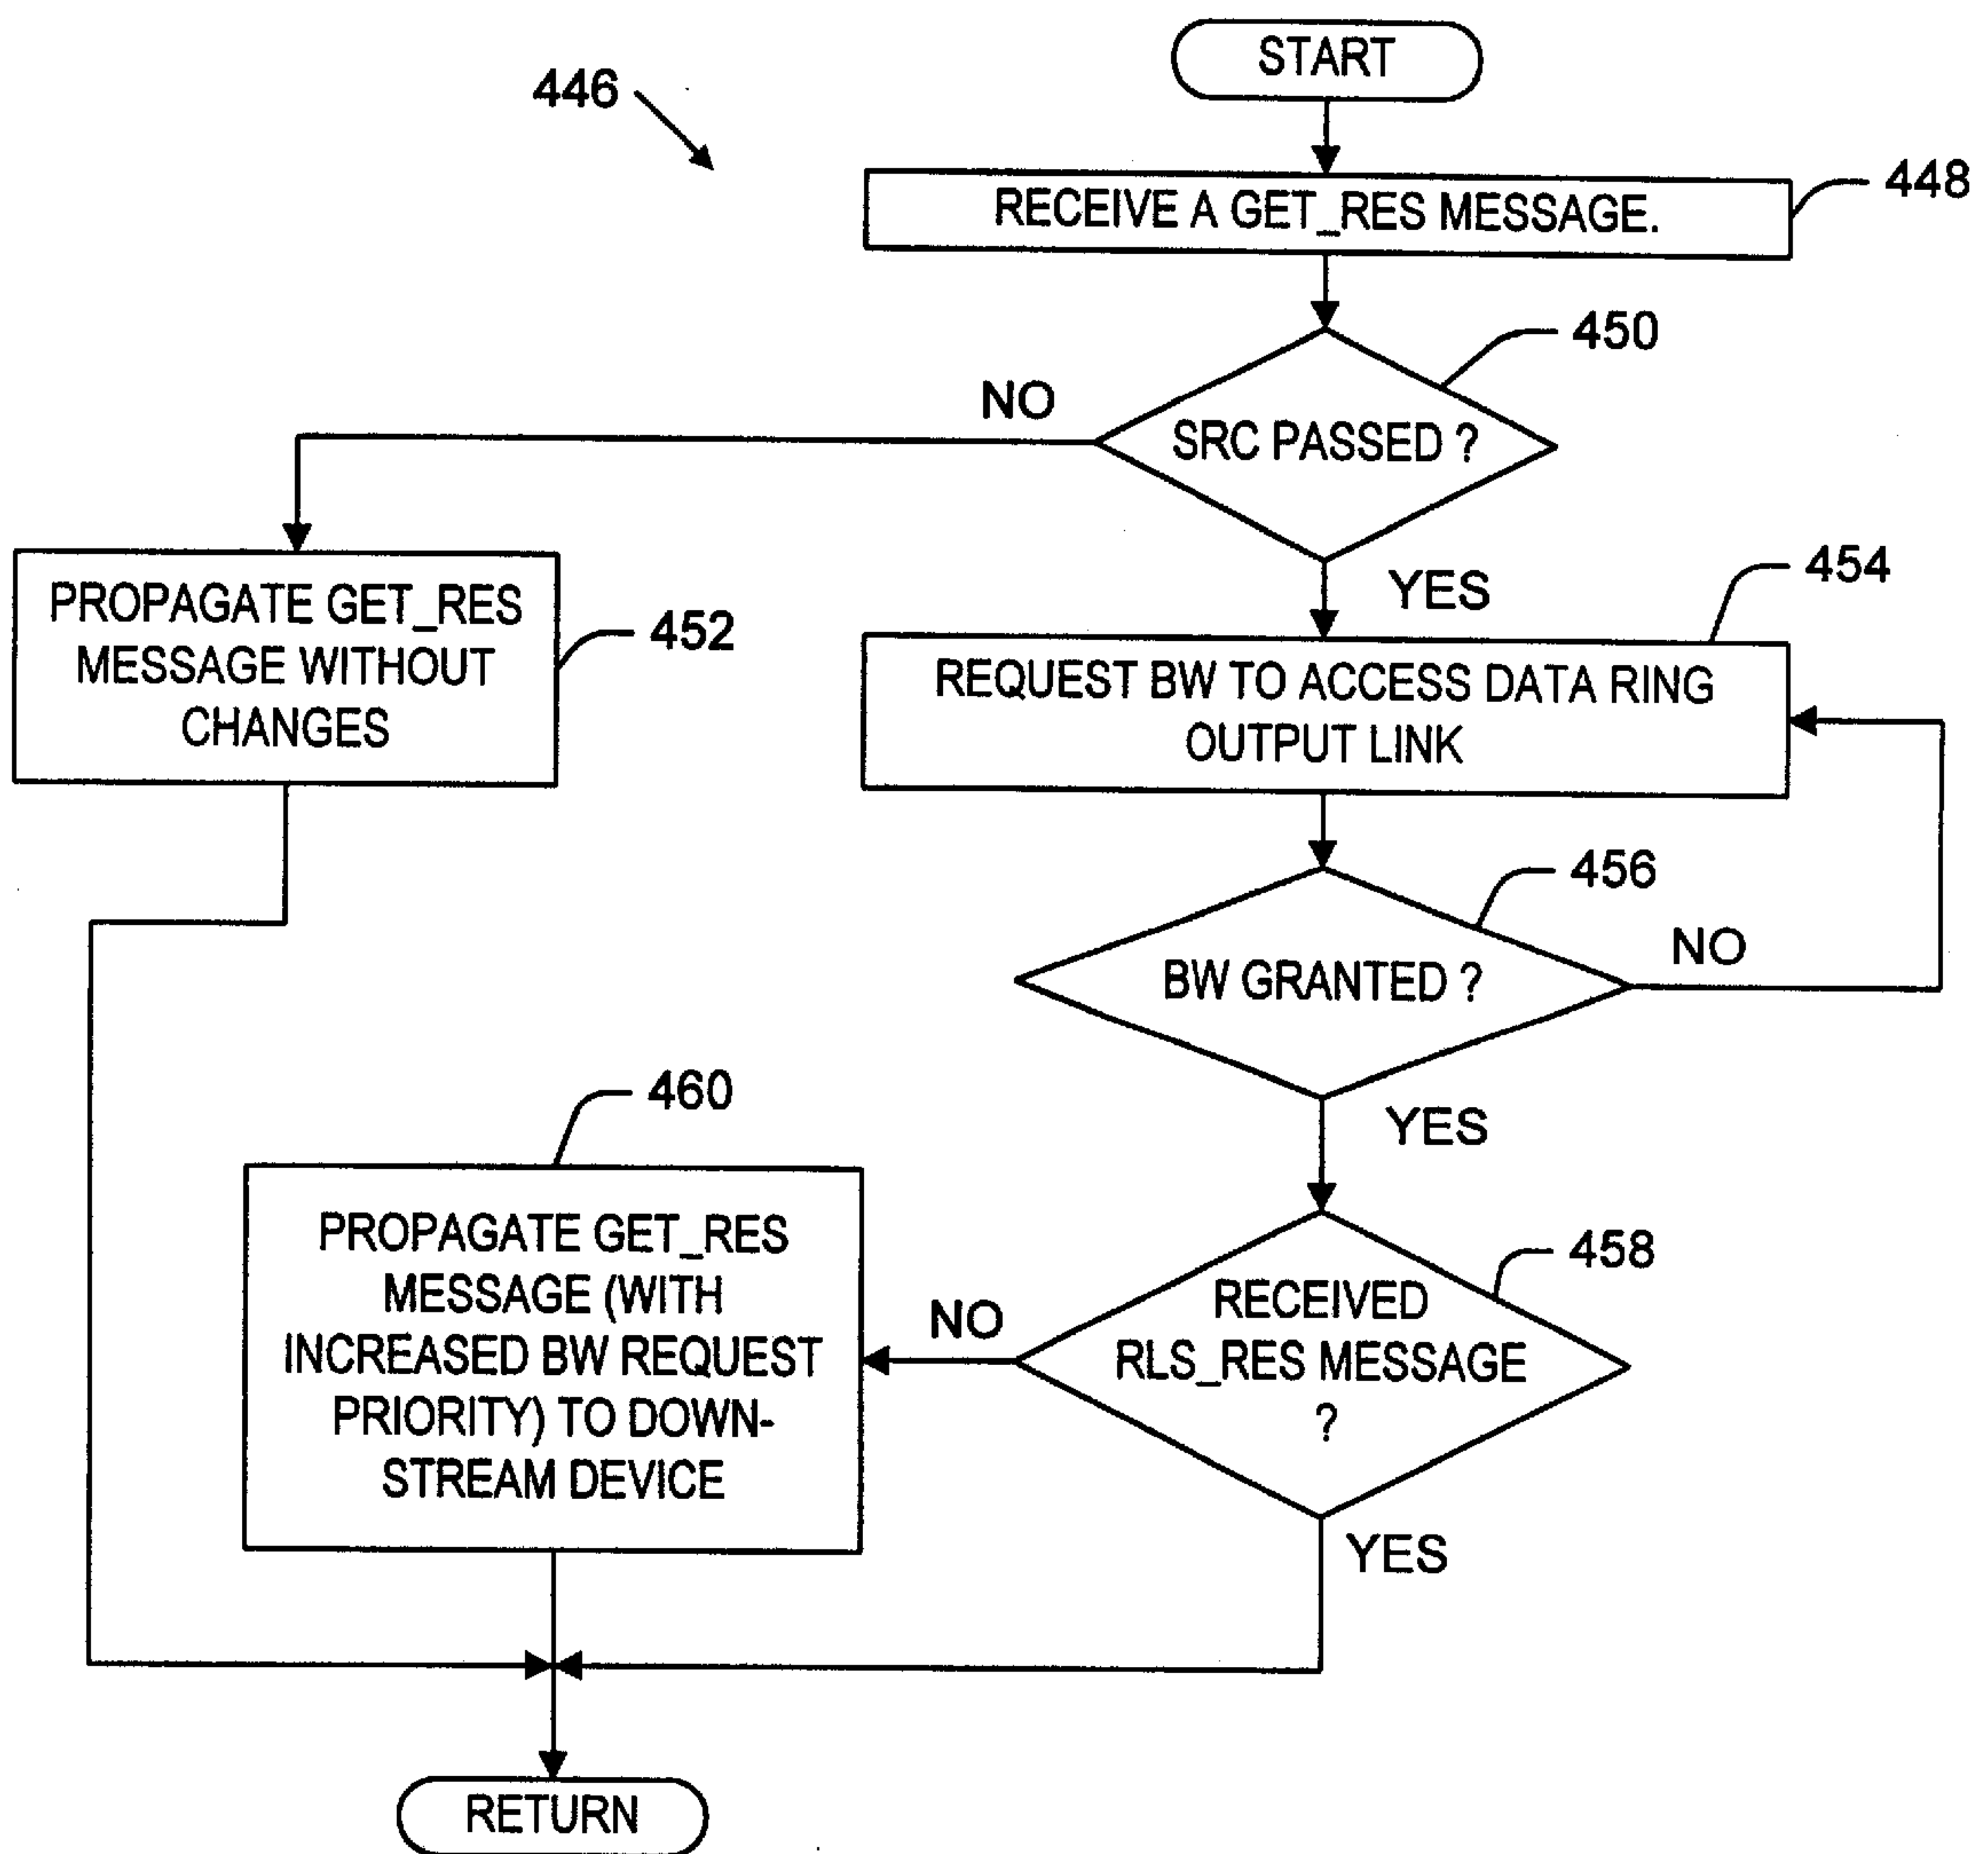 START
446
RECEIVE A GET_RES MESSAGE.
448
450
SRC PASSED ?
NO
YES
PROPAGATE GET_RES
MESSAGE WITHOUT
CHANGES
452
454
REQUEST BW TO ACCESS DATA RING
OUTPUT LINK
456
BW GRANTED ?
NO
YES
460
PROPAGATE GET_RES
MESSAGE (WITH
INCREASED BW REQUEST
PRIORITY) TO DOWN-
STREAM DEVICE
458
RECEIVED
RLS_RES MESSAGE
?
NO
YES
RETURN